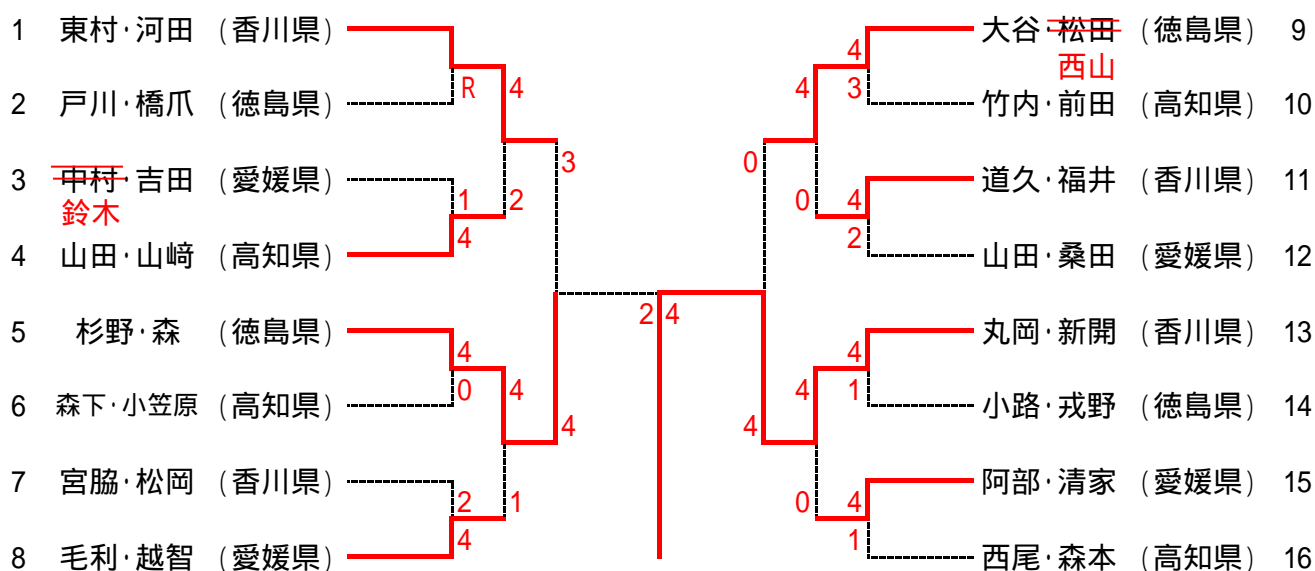 1 東村・河田 (香川県)
R 4
2 戸川・橋爪 (徳島県)
3
3 中村・吉田 (愛媛県)
鈴木
1 2
4
4 山田・山﨑 (高知県)
2 4
5 杉野・森 (徳島県)
4
0 4
6 森下・小笠原 (高知県)
4
7 宮脇・松岡 (香川県)
2 1
4
8 毛利・越智 (愛媛県)
大谷・松田 (徳島県) 9
西山
4
4 3
竹内・前田 (高知県) 10
0
道久・福井 (香川県) 11
0 4
2
山田・桑田 (愛媛県) 12
丸岡・新開 (香川県) 13
4
4 1
小路・戎野 (徳島県) 14
4
阿部・清家 (愛媛県) 15
0 4
1
西尾・森本 (高知県) 16